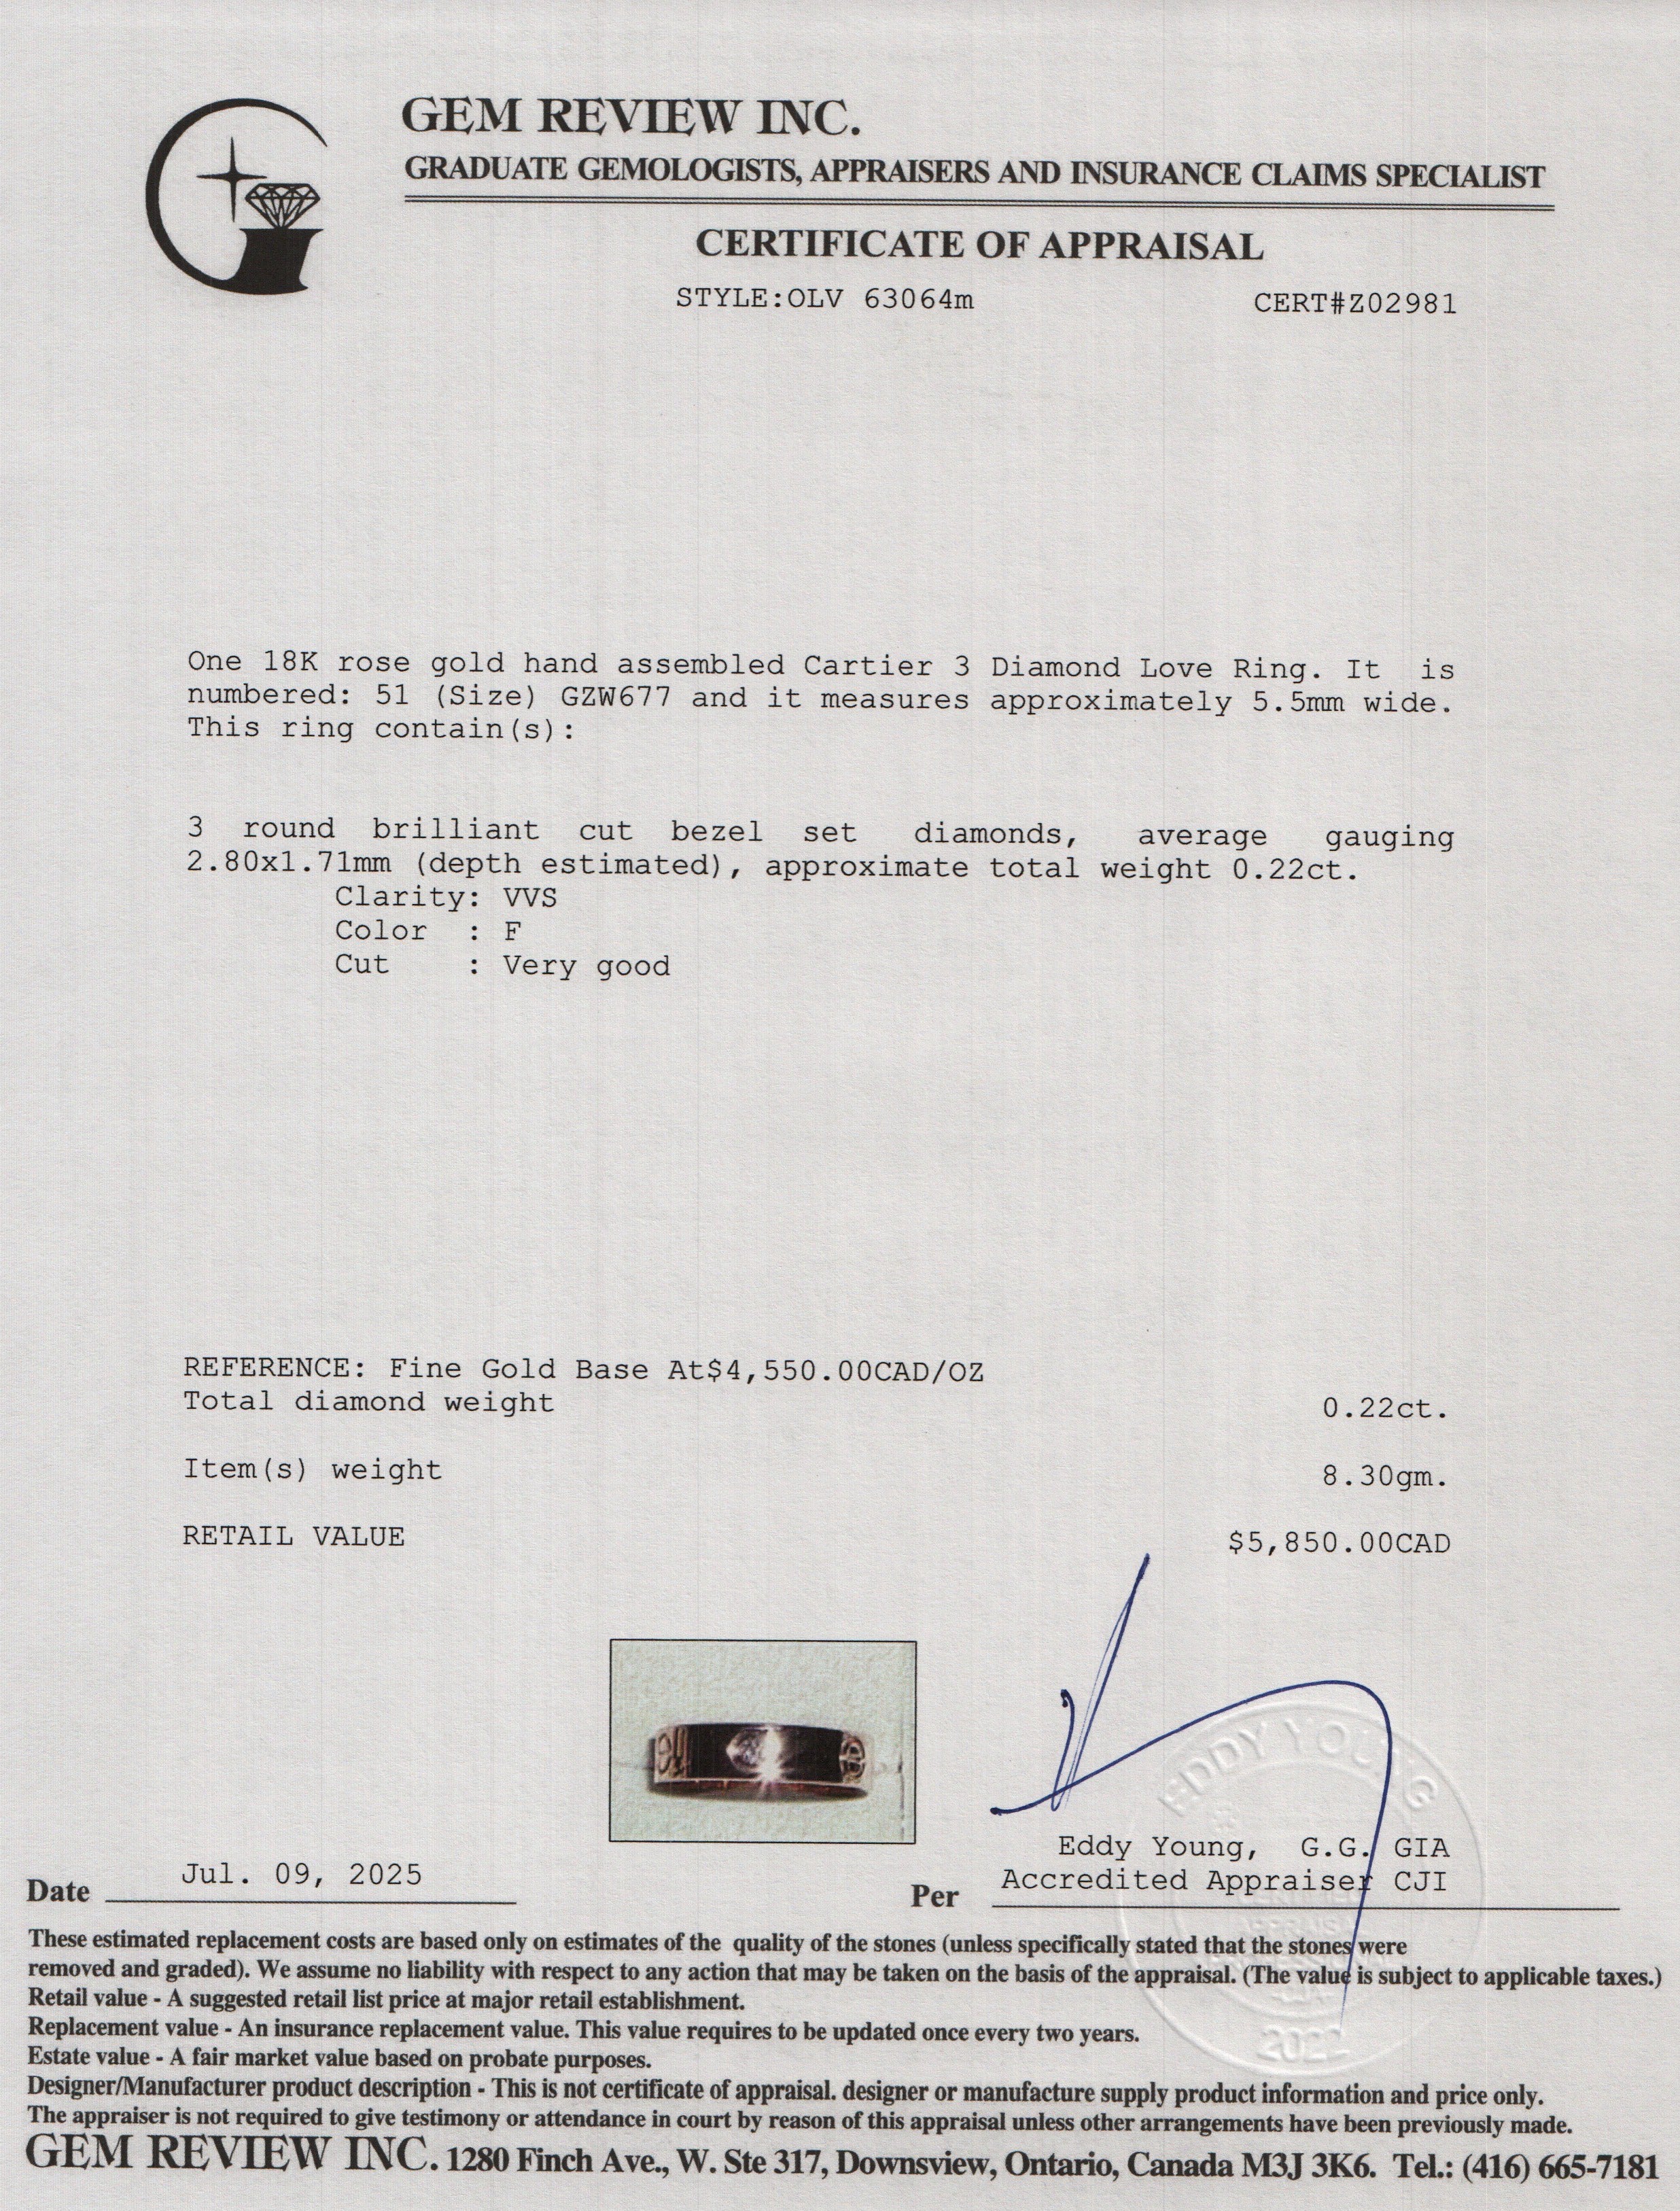 GEM REVIEW INC.
GRADUATE GEMOLOGISTS, APPRAISERS AND INSURANCE CLAIMS SPECIALIST
CERTIFICATE OF APPRAISAL
STYLE:OLV 63064m CERT#Z02981
One 18K rose gold hand assembled Cartier 3 Diamond Love Ring. It is
numbered: 51 (Size) GZW677 and it measures approximately 5.5mm wide.
This ring contain(s):
3 round brilliant cut bezel set diamonds, average gauging
2.80x1.71mm (depth estimated), approximate total weight 0.22ct.
Clarity: VVS
Color : F
Cut : Very good
REFERENCE: Fine Gold Base At$4,550.00CAD/OZ
Total diamond weight 0.22ct.
Item(s) weight 8.30gm.
RETAIL VALUE $5,850.00CAD
EDDY YOUNG
Eddy Young, G.G. GIA
Date Jul. 09, 2025 Per Accredited Appraiser CJI
These estimated replacement costs are based only on estimates of the quality of the stones (unless specifically stated that the stones were
removed and graded). We assume no liability with respect to any action that may be taken on the basis of the appraisal. (The value is subject to applicable taxes.)
Retail value - A suggested retail list price at major retail establishment.
Replacement value - An insurance replacement value. This value requires to be updated once every two years.
2022
Estate value - A fair market value based on probate purposes.
Designer/Manufacturer product description - This is not certificate of appraisal. designer or manufacture supply product information and price only.
The appraiser is not required to give testimony or attendance in court by reason of this appraisal unless other arrangements have been previously made.
GEM REVIEW INC. 1280 Finch Ave., W. Ste 317, Downsview, Ontario, Canada M3J 3K6. Tel.: (416) 665-7181